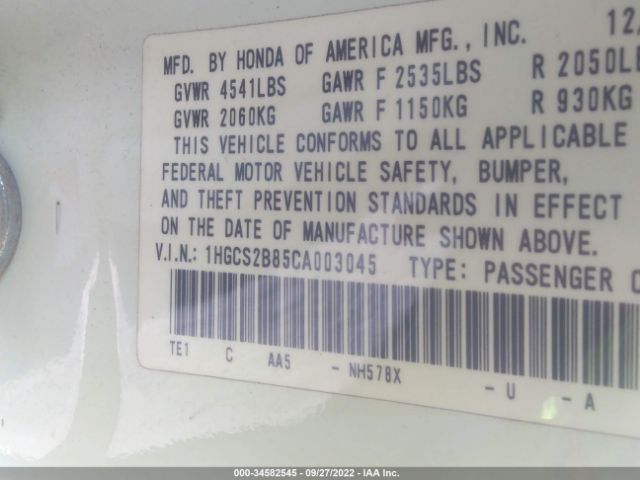 MFD. BY HONDA OF AMERICA MFG., INC. 12/
GVWR 4541LBS GAWR F 2535LBS R 2050LB
GVWR 2060KG GAWR F 1150KG R 930KG
THIS VEHICLE CONFORMS TO ALL APPLICABLE
FEDERAL MOTOR VEHICLE SAFETY, BUMPER,
AND THEFT PREVENTION STANDARDS IN EFFECT
ON THE DATE OF MANUFACTURE SHOWN ABOVE.
V.I.N.: 1HGCS2B85CA003045 TYPE: PASSENGER C
TE1 C AA5 - NH578X - U - A
000-34582545 - 09/27/2022 - IAA Inc.